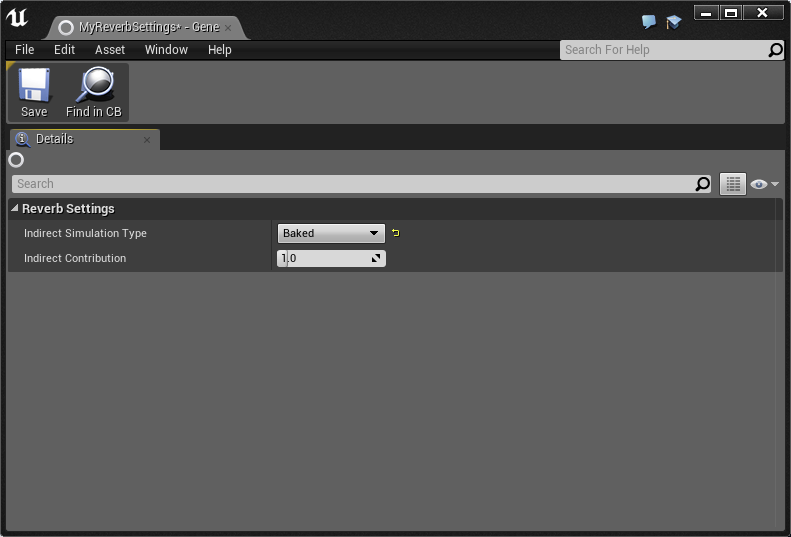 MyReverbSettings* - Gene
File Edit Asset Window Help
Search For Help
Save Find in CB
Details
Search
Reverb Settings
Indirect Simulation Type Baked
Indirect Contribution 1.0